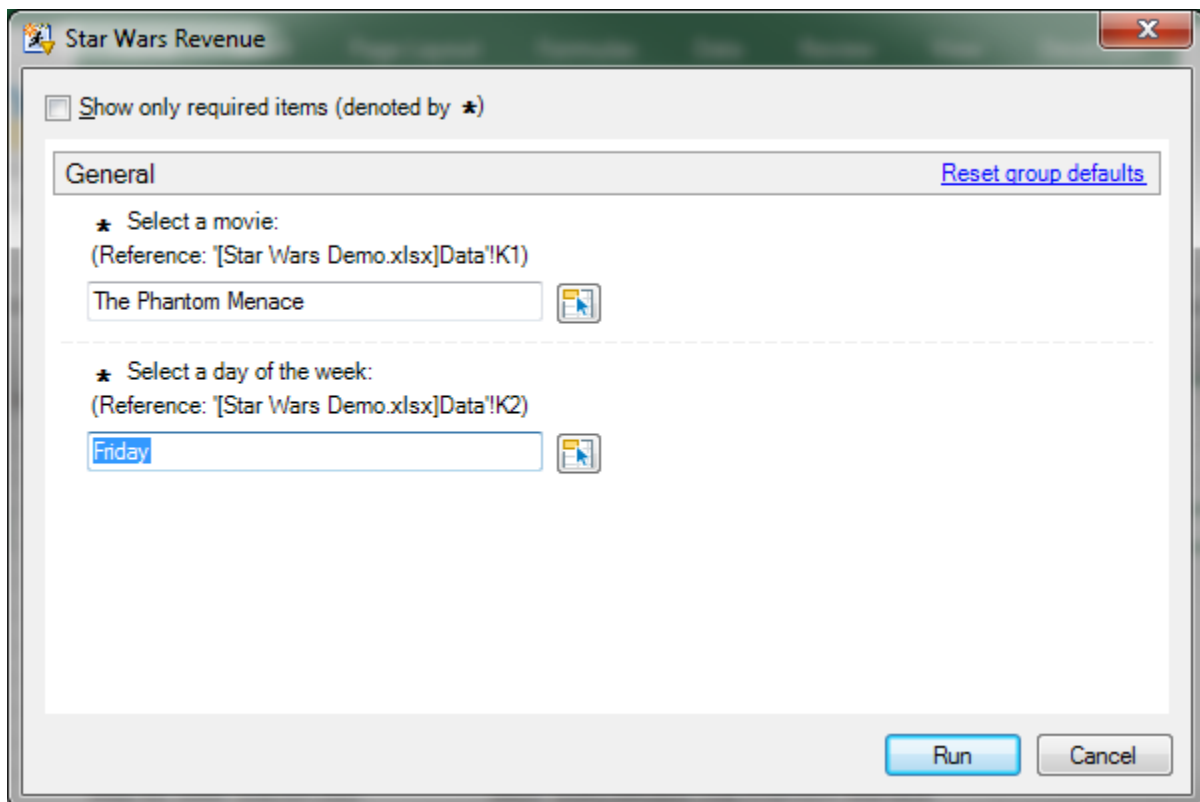 Star Wars Revenue
Show only required items (denoted by *)
General
Reset group defaults
* Select a movie:
(Reference: '[Star Wars Demo.xlsx]Data'!K1)
The Phantom Menace
* Select a day of the week:
(Reference: '[Star Wars Demo.xlsx]Data'!K2)
Friday
Run
Cancel